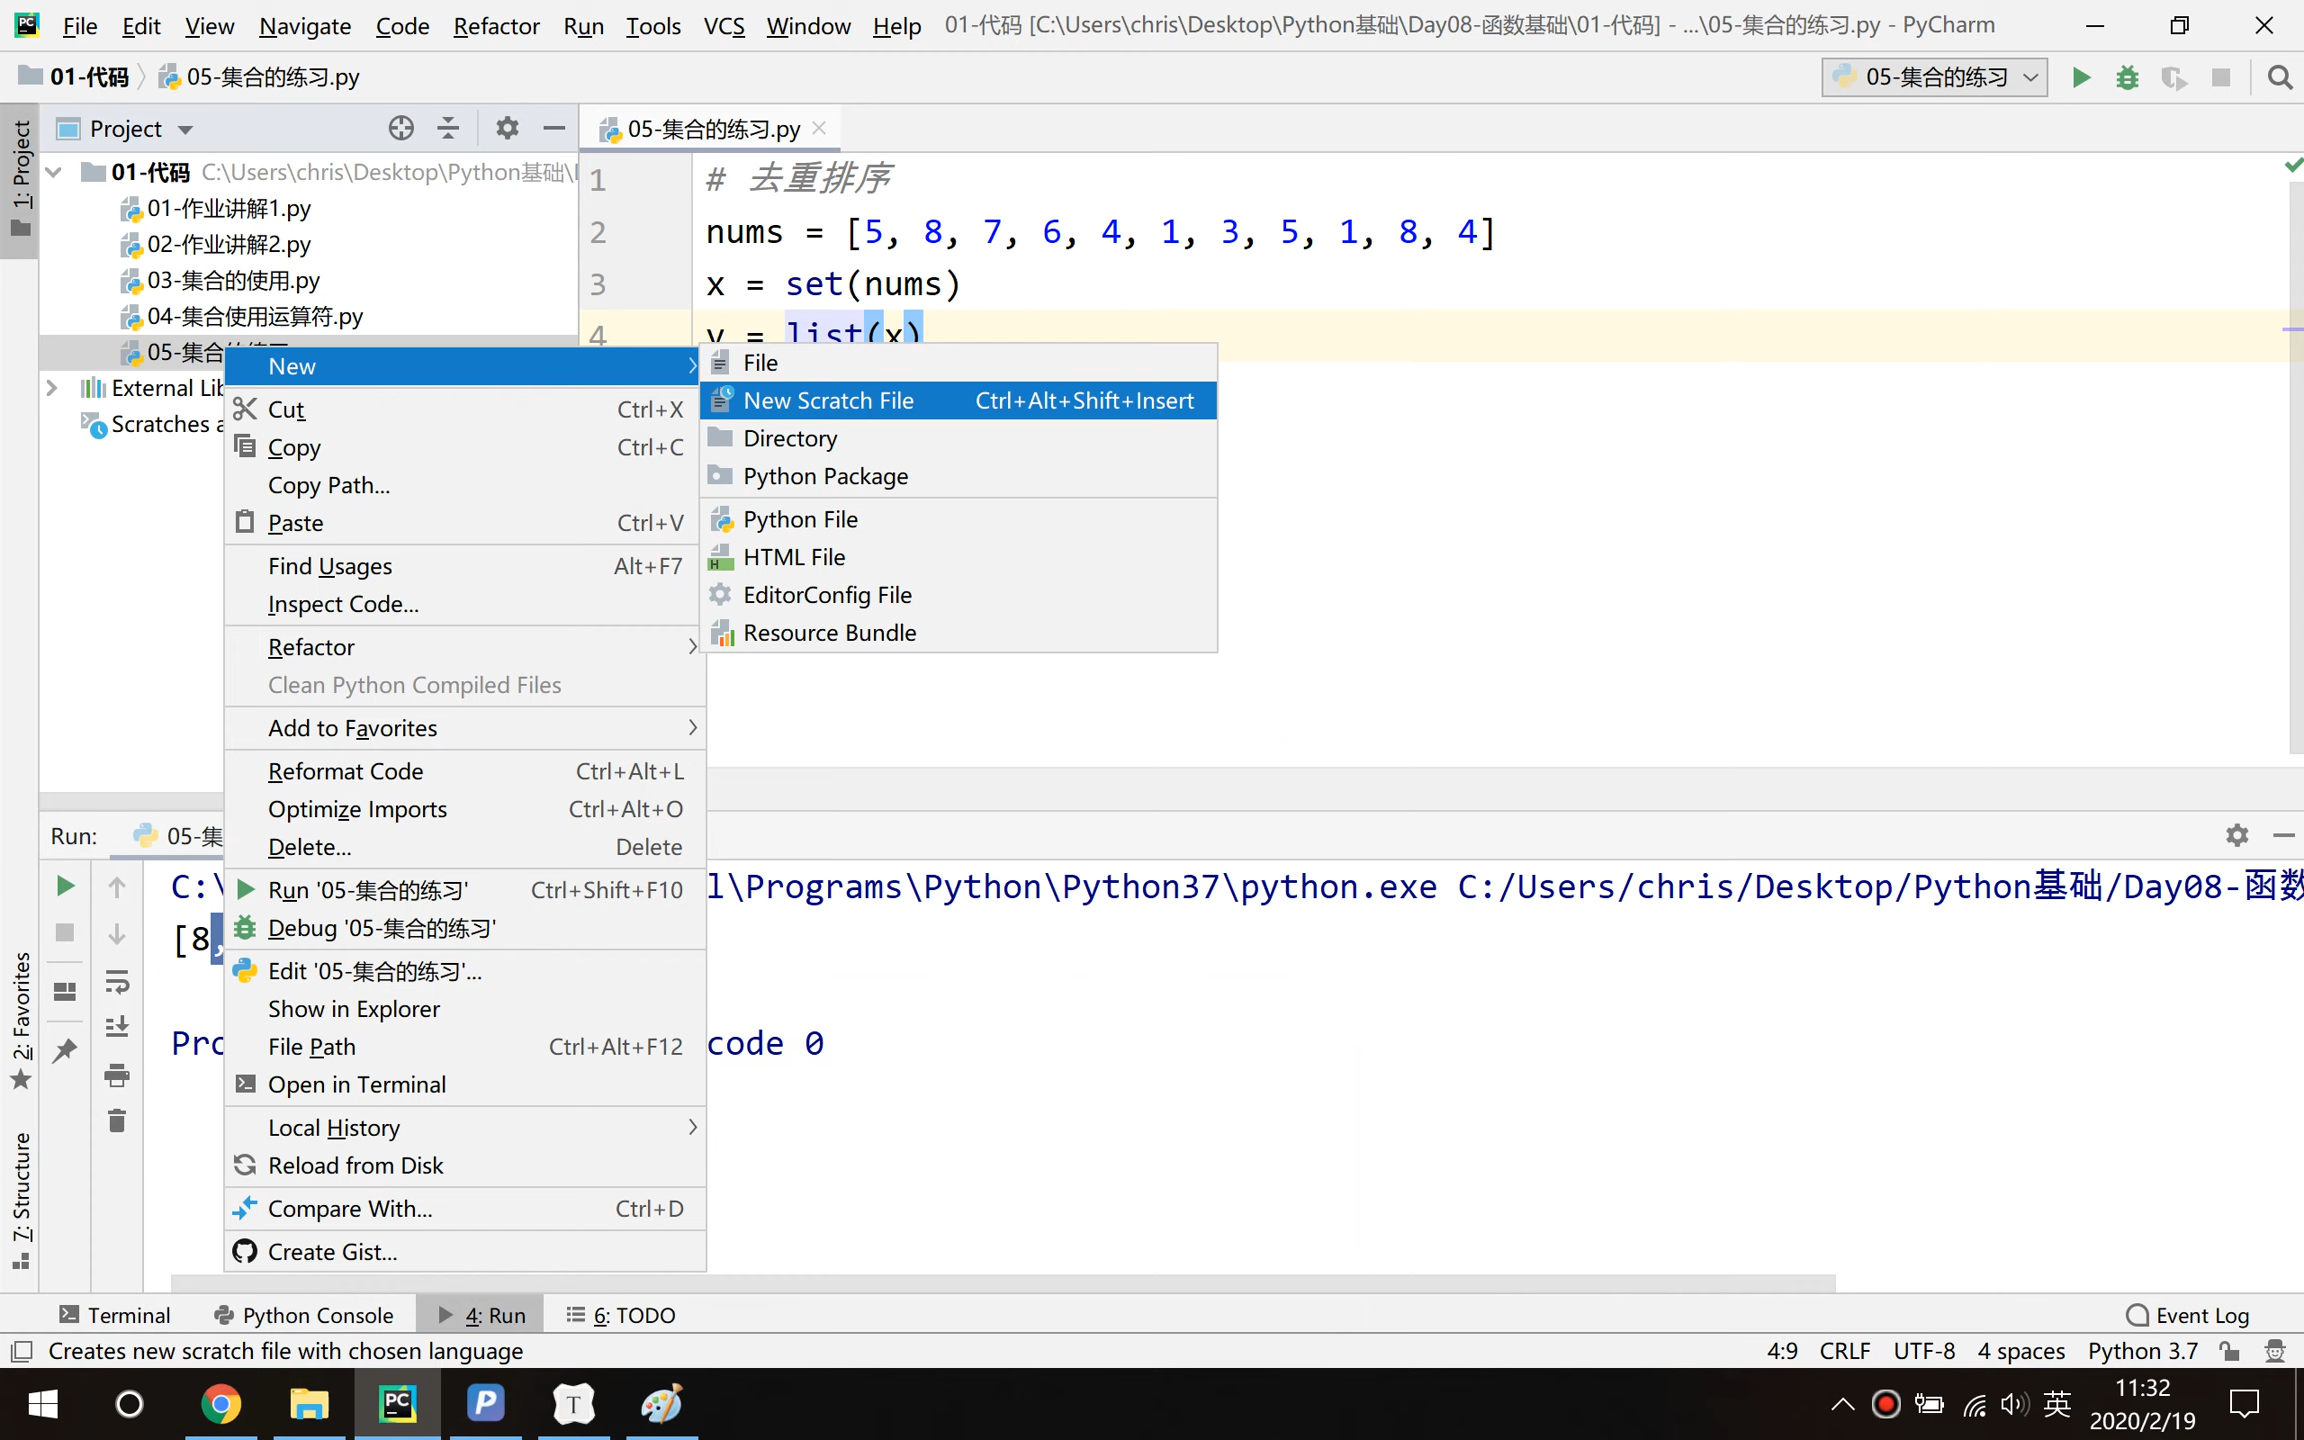 File Edit View Navigate Code Refactor Run Tools VCS Window Help 01-代码 [C:\Users\chris\Desktop\Python基础\Day08-函数基础\01-代码] - ...\05-集合的练习.py - PyCharm
01-代码 05-集合的练习.py
05-集合的练习
1: Project
Project
05-集合的练习.py
01-代码 C:\Users\chris\Desktop\Python基础\
01-作业讲解1.py
02-作业讲解2.py
03-集合的使用.py
04-集合使用运算符.py
05-集合的练习
External Lib
Scratches a
1 # 去重排序
2 nums = [5, 8, 7, 6, 4, 1, 3, 5, 1, 8, 4]
3 x = set(nums)
4 y = list(x)
New
Cut Ctrl+X
Copy Ctrl+C
Copy Path...
Paste Ctrl+V
Find Usages Alt+F7
Inspect Code...
Refactor
Clean Python Compiled Files
Add to Favorites
Reformat Code Ctrl+Alt+L
Optimize Imports Ctrl+Alt+O
Delete... Delete
Run '05-集合的练习' Ctrl+Shift+F10
Debug '05-集合的练习'
Edit '05-集合的练习'...
Show in Explorer
File Path Ctrl+Alt+F12
Open in Terminal
Local History
Reload from Disk
Compare With... Ctrl+D
Create Gist...
File
New Scratch File Ctrl+Alt+Shift+Insert
Directory
Python Package
Python File
HTML File
EditorConfig File
Resource Bundle
Run: 05-集
C:\
l\Programs\Python\Python37\python.exe C:/Users/chris/Desktop/Python基础/Day08-函数
[8,
Pro
code 0
2: Favorites
7: Structure
Terminal Python Console 4: Run 6: TODO Event Log
Creates new scratch file with chosen language 4:9 CRLF UTF-8 4 spaces Python 3.7
英 11:32
2020/2/19